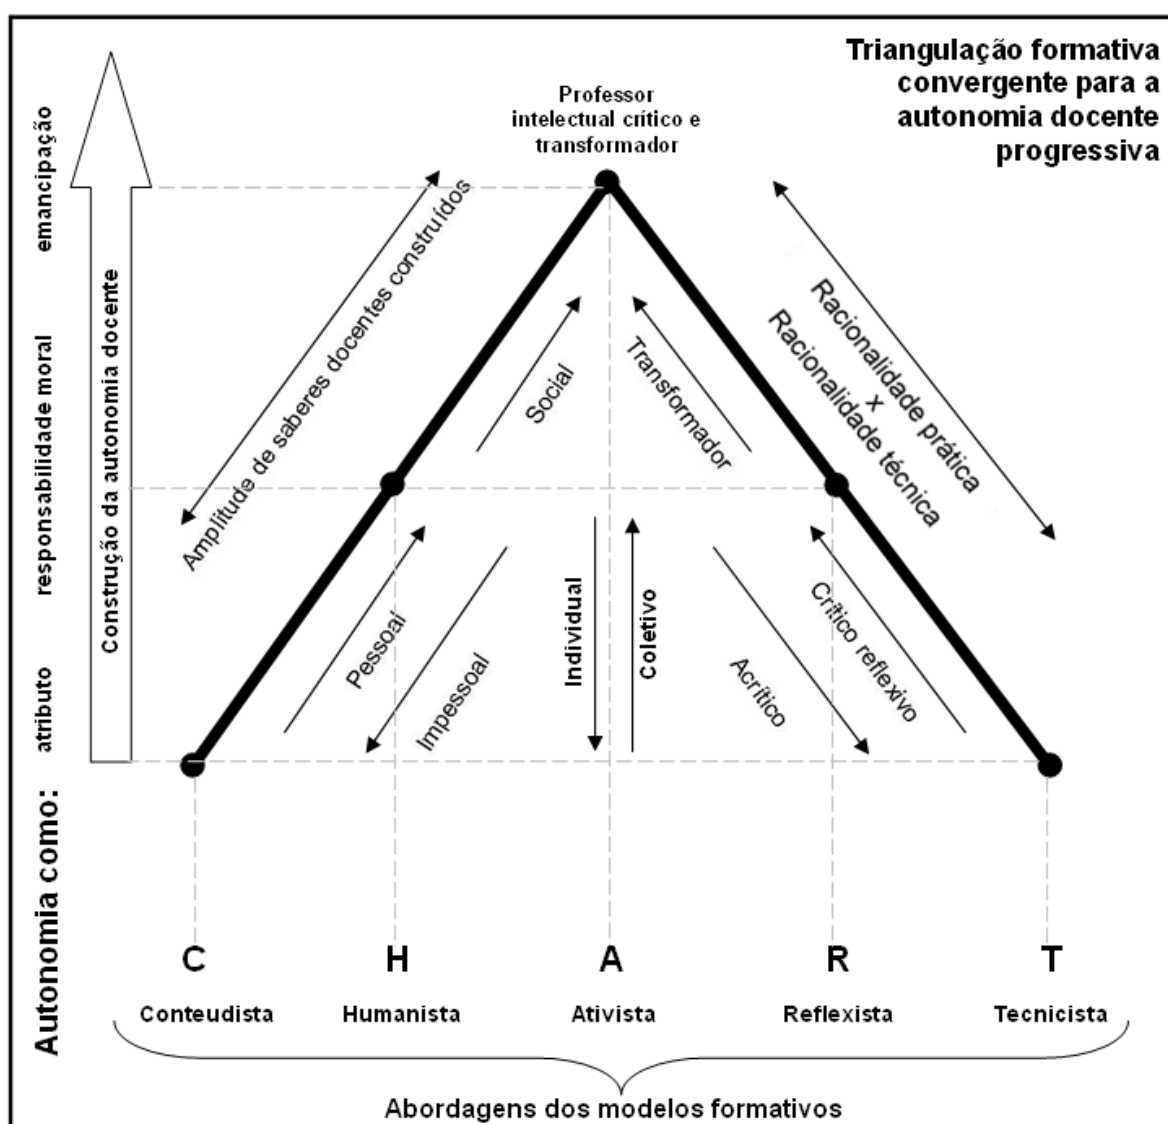 Triangulação formativa
convergente para a
autonomia docente
progressiva
Professor
intelectual crítico e
transformador
emancipação
responsabilidade moral
atributo
Autonomia como:
Construção da autonomia docente
Amplitude de saberes docentes construídos
Racionalidade prática
x
Racionalidade técnica
Social
Transformador
Pessoal
Impessoal
Individual
Coletivo
Acrítico
Crítico reflexivo
C H A R T
Conteudista Humanista Ativista Reflexista Tecnicista
Abordagens dos modelos formativos